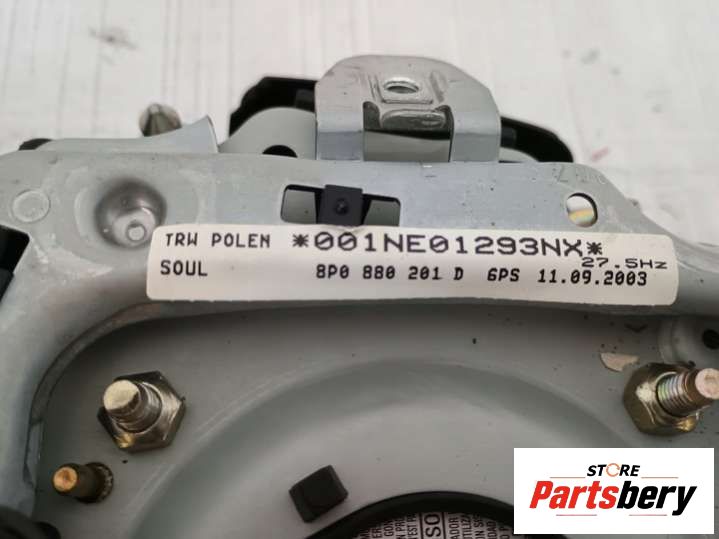 TRW POLEN *001NE01293NX*
27.5Hz
SOUL 8P0 880 201 D 6PS 11.09.2003
STORE
Partsbery